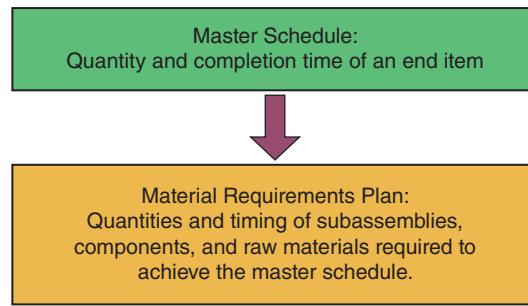 Master Schedule:
Quantity and completion time of an end item
Material Requirements Plan:
Quantities and timing of subassemblies,
components, and raw materials required to
achieve the master schedule.